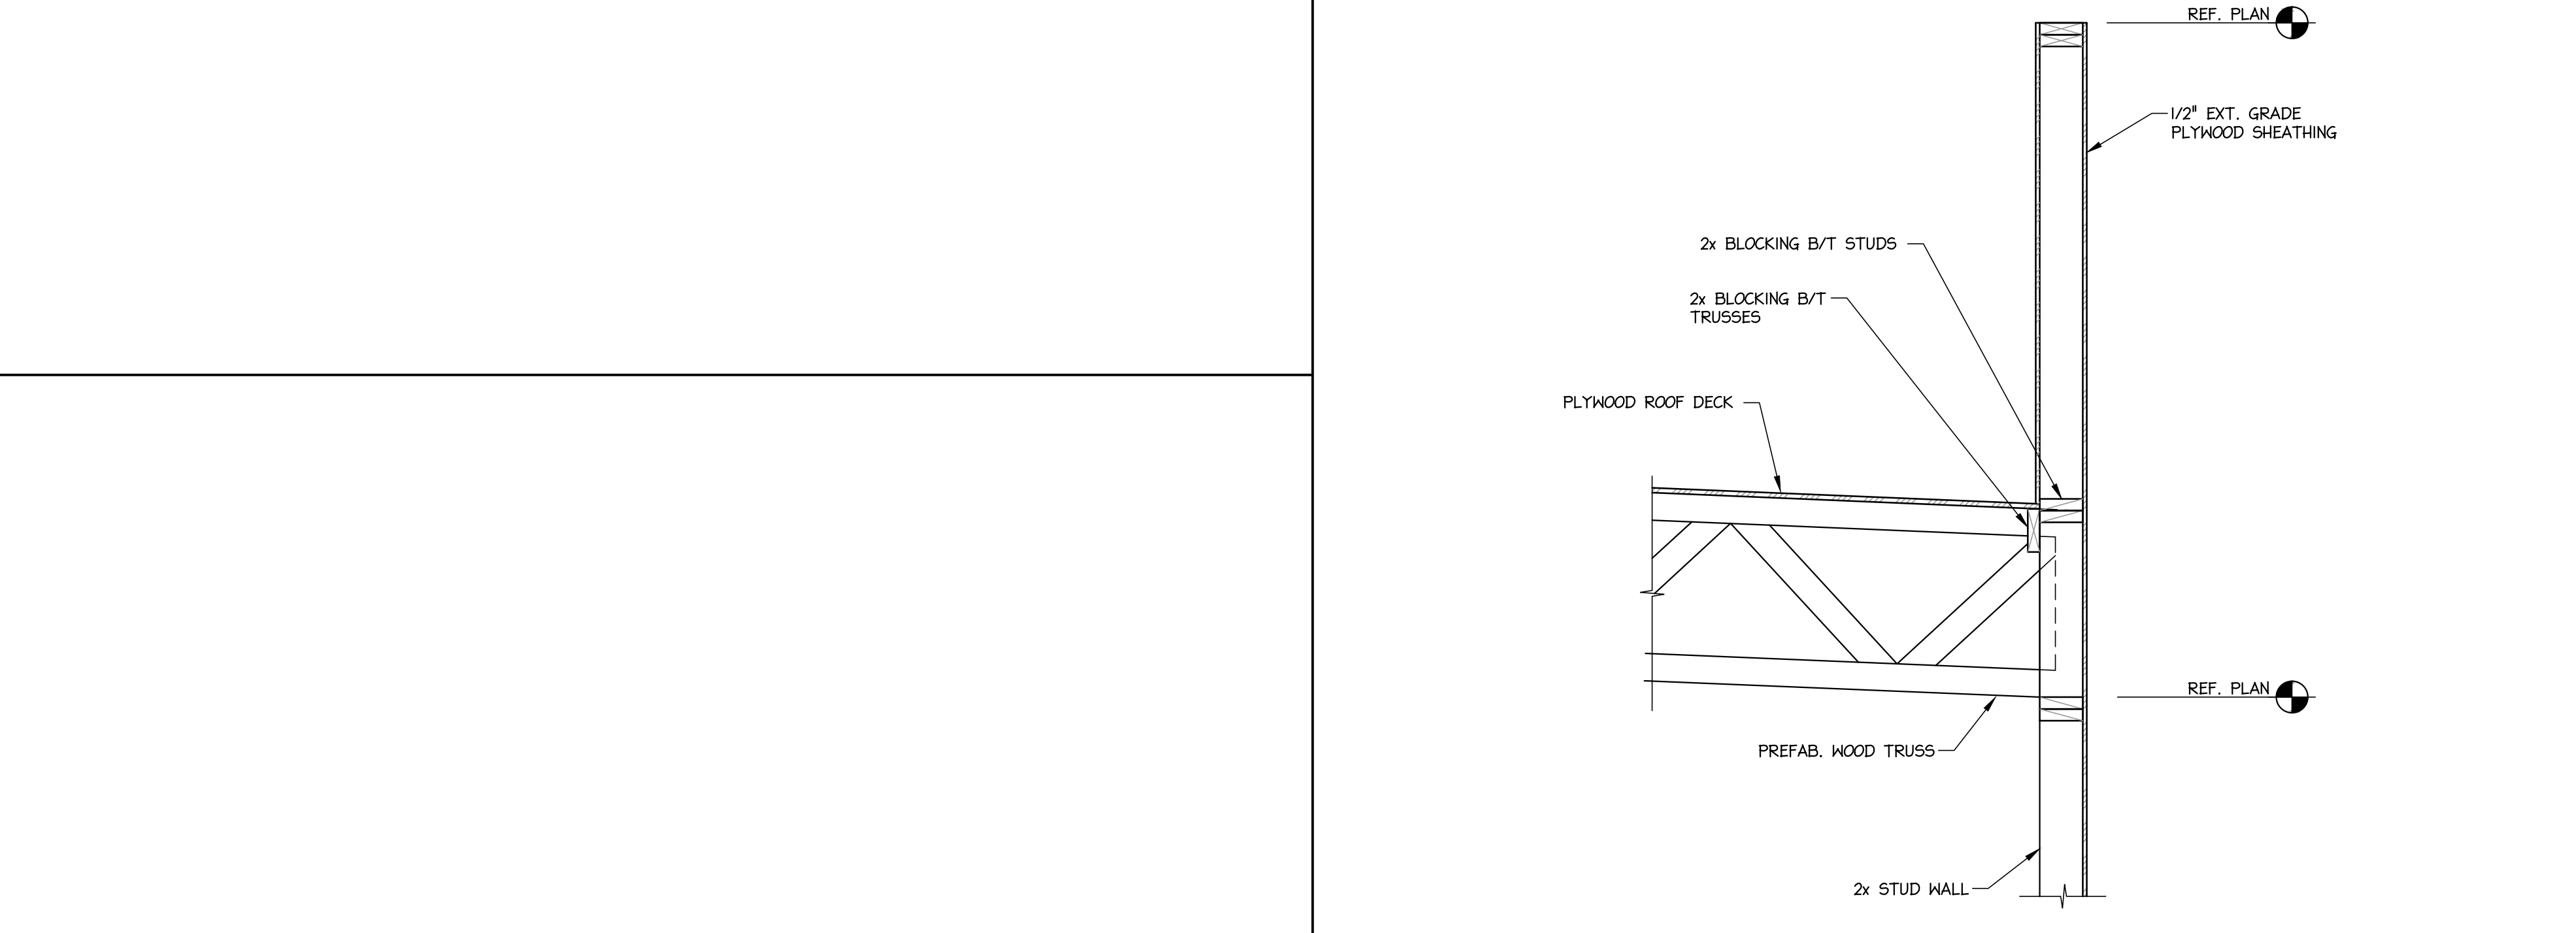 REF. PLAN
1/2" EXT. GRADE
PLYWOOD SHEATHING
2x BLOCKING B/T STUDS
2x BLOCKING B/T
TRUSSES
PLYWOOD ROOF DECK
REF. PLAN
PREFAB. WOOD TRUSS
2x STUD WALL